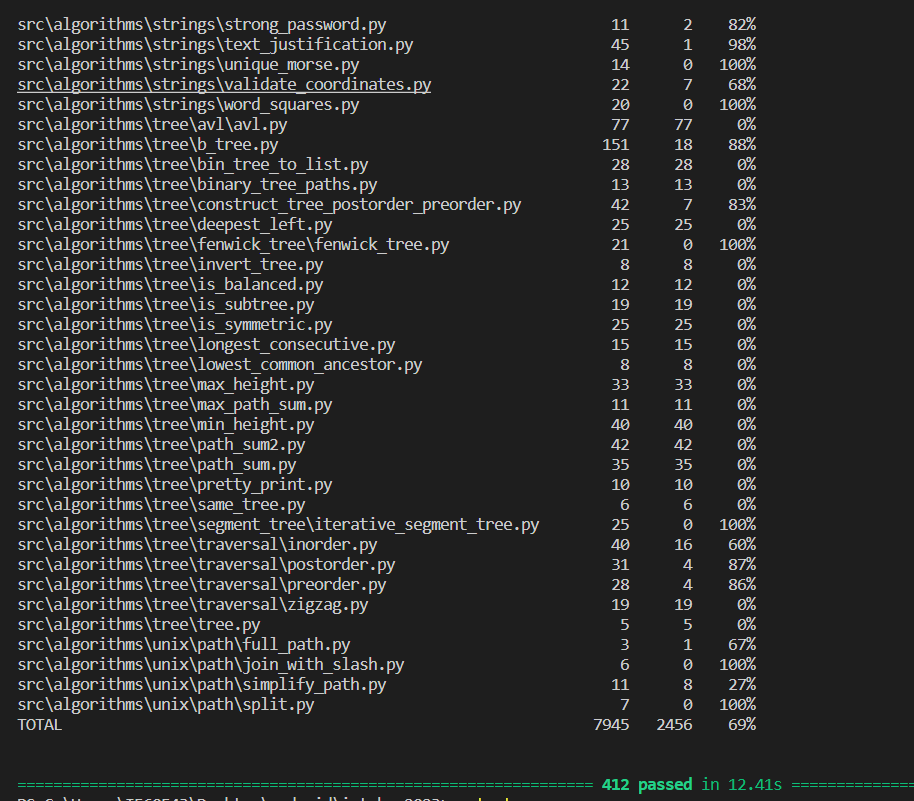 src\algorithms\strings\strong_password.py 11 2 82%
src\algorithms\strings\text_justification.py 45 1 98%
src\algorithms\strings\unique_morse.py 14 0 100%
src\algorithms\strings\validate_coordinates.py 22 7 68%
src\algorithms\strings\word_squares.py 20 0 100%
src\algorithms\tree\avl\avl.py 77 77 0%
src\algorithms\tree\b_tree.py 151 18 88%
src\algorithms\tree\bin_tree_to_list.py 28 28 0%
src\algorithms\tree\binary_tree_paths.py 13 13 0%
src\algorithms\tree\construct_tree_postorder_preorder.py 42 7 83%
src\algorithms\tree\deepest_left.py 25 25 0%
src\algorithms\tree\fenwick_tree\fenwick_tree.py 21 0 100%
src\algorithms\tree\invert_tree.py 8 8 0%
src\algorithms\tree\is_balanced.py 12 12 0%
src\algorithms\tree\is_subtree.py 19 19 0%
src\algorithms\tree\is_symmetric.py 25 25 0%
src\algorithms\tree\longest_consecutive.py 15 15 0%
src\algorithms\tree\lowest_common_ancestor.py 8 8 0%
src\algorithms\tree\max_height.py 33 33 0%
src\algorithms\tree\max_path_sum.py 11 11 0%
src\algorithms\tree\min_height.py 40 40 0%
src\algorithms\tree\path_sum2.py 42 42 0%
src\algorithms\tree\path_sum.py 35 35 0%
src\algorithms\tree\pretty_print.py 10 10 0%
src\algorithms\tree\same_tree.py 6 6 0%
src\algorithms\tree\segment_tree\iterative_segment_tree.py 25 0 100%
src\algorithms\tree\traversal\inorder.py 40 16 60%
src\algorithms\tree\traversal\postorder.py 31 4 87%
src\algorithms\tree\traversal\preorder.py 28 4 86%
src\algorithms\tree\traversal\zigzag.py 19 19 0%
src\algorithms\tree\tree.py 5 5 0%
src\algorithms\unix\path\full_path.py 3 1 67%
src\algorithms\unix\path\join_with_slash.py 6 0 100%
src\algorithms\unix\path\simplify_path.py 11 8 27%
src\algorithms\unix\path\split.py 7 0 100%
TOTAL 7945 2456 69%
412 passed in 12.41s